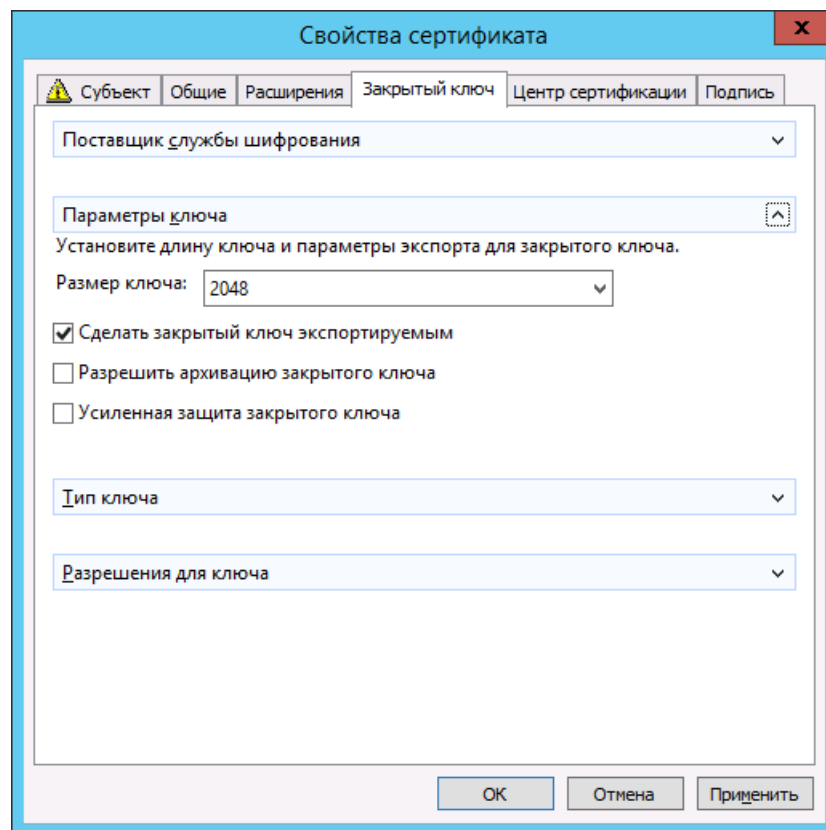 Свойства сертификата
x
Субъект Общие Расширения Закрытый ключ Центр сертификации Подпись
Поставщик службы шифрования
Параметры ключа
Установите длину ключа и параметры экспорта для закрытого ключа.
Размер ключа: 2048
Сделать закрытый ключ экспортируемым
Разрешить архивацию закрытого ключа
Усиленная защита закрытого ключа
Тип ключа
Разрешения для ключа
ОК Отмена Применить